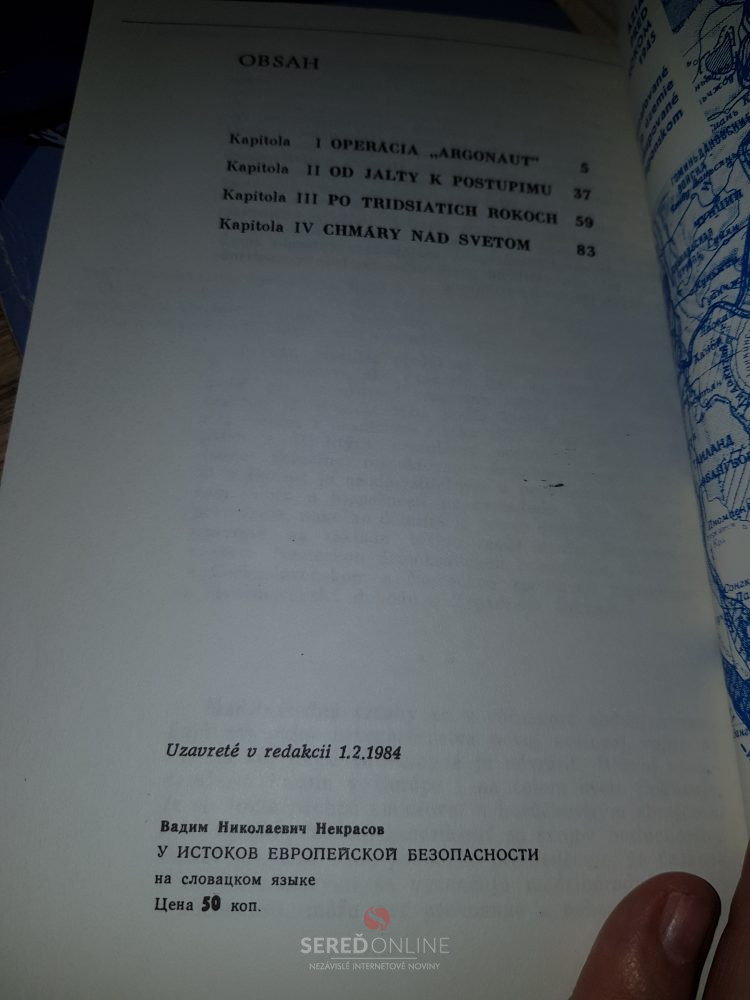 OBSAH
Kapitola I OPERÁCIA „ARGONAUT“ 5
Kapitola II OD JALTY K POSTUPIMU 37
Kapitola III PO TRIDSIATICH ROKOCH 59
Kapitola IV CHMÁRY NAD SVETOM 83
Uzavreté v redakcii 1.2.1984
Вадим Николаевич Некрасов
У ИСТОКОВ ЕВРОПЕЙСКОЙ БЕЗОПАСНОСТИ
на словацком языке
Цена 50 коп.
1945
SEREĎONLINE
NEZÁVISLÉ INTERNETOVÉ NOVINY